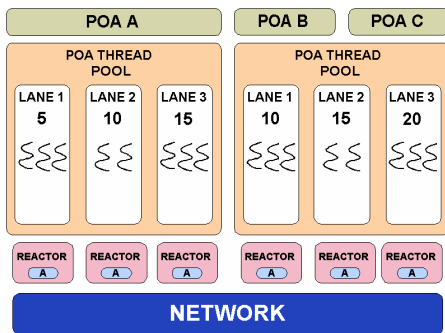 POA A
POA B
POA C
POA THREAD
POOL
LANE 1
5
LANE 2
10
LANE 3
15
POA THREAD
POOL
LANE 1
10
LANE 2
15
LANE 3
20
REACTOR
A
REACTOR
A
REACTOR
A
REACTOR
A
REACTOR
A
REACTOR
A
NETWORK